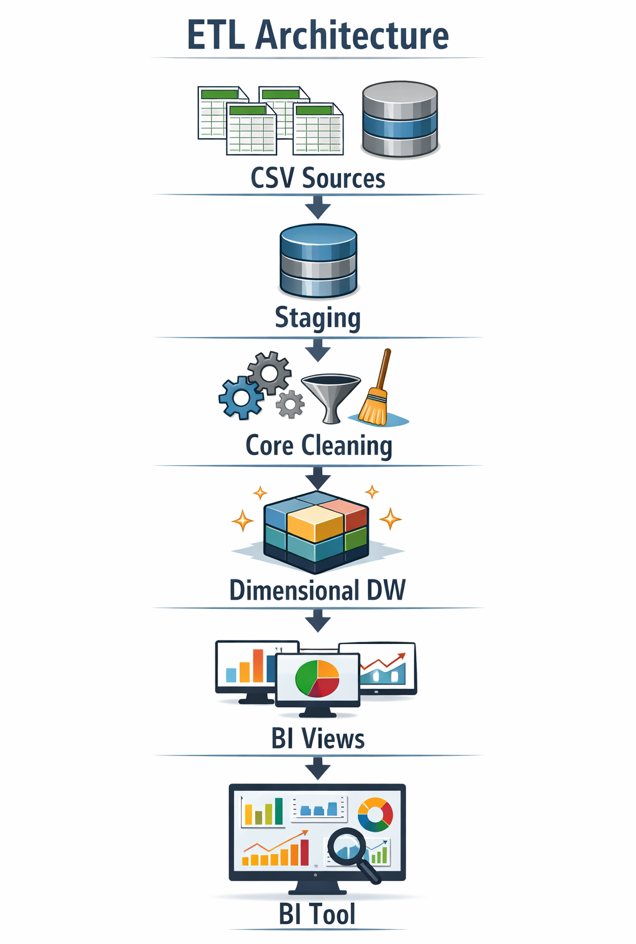 ETL Architecture
CSV Sources
Staging
Core Cleaning
Dimensional DW
BI Views
BI Tool